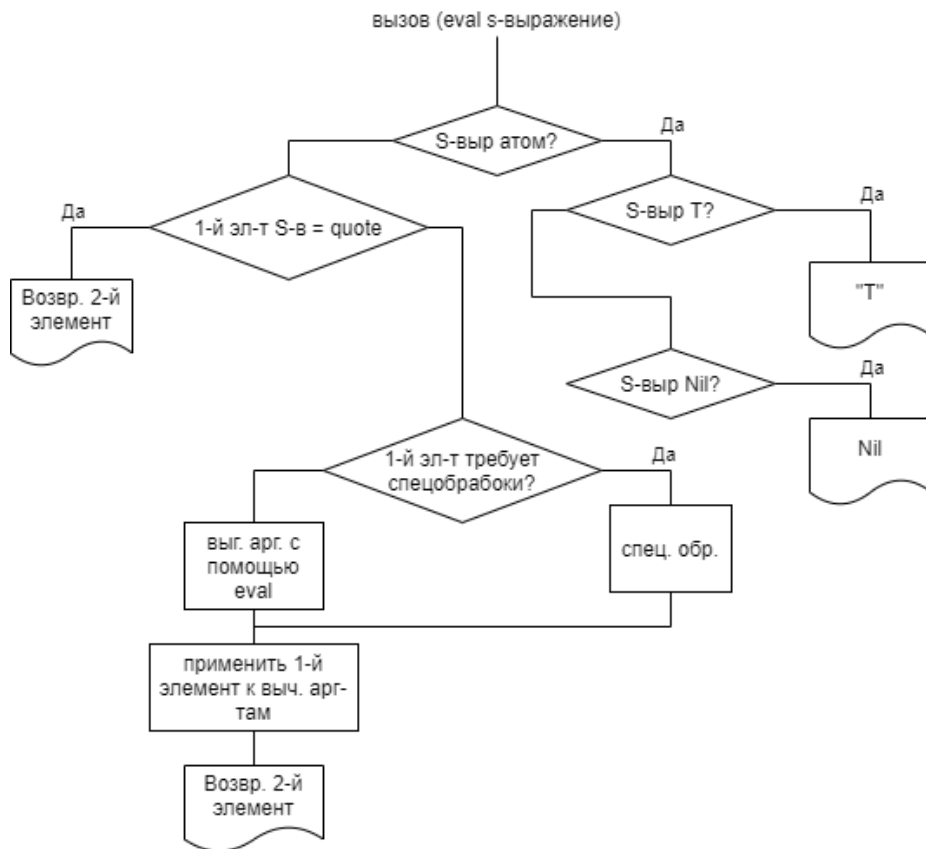 вызов (eval s-выражение)
S-выр атом?
Да
Да
1-й эл-т S-в = quote
S-выр T?
Да
Возвр. 2-й
элемент
"T"
S-выр Nil?
Да
Nil
1-й эл-т требует
спецобрабоки?
Да
выг. арг. с
помощью
eval
спец. обр.
применить 1-й
элемент к выч. арг-
там
Возвр. 2-й
элемент